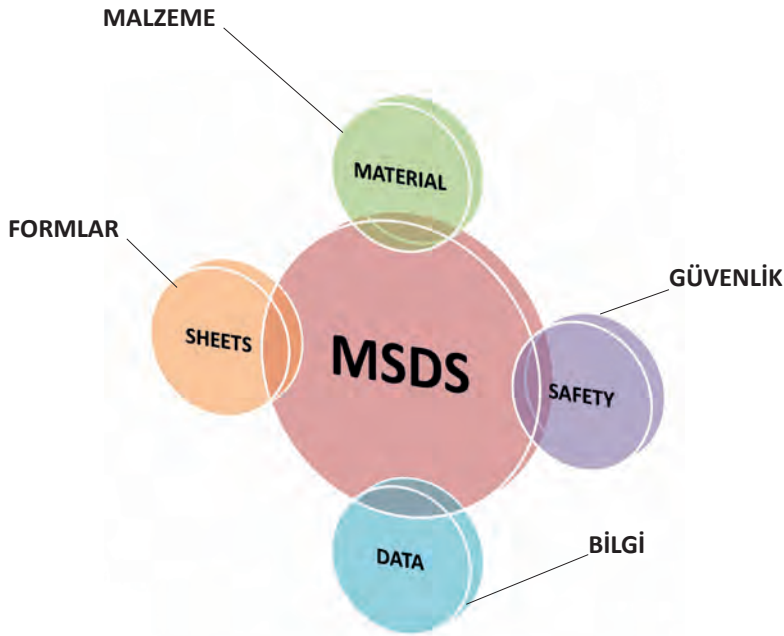 MALZEME
MATERIAL
FORMLAR
GÜVENLİK
SHEETS
MSDS
SAFETY
DATA
BİLGİ